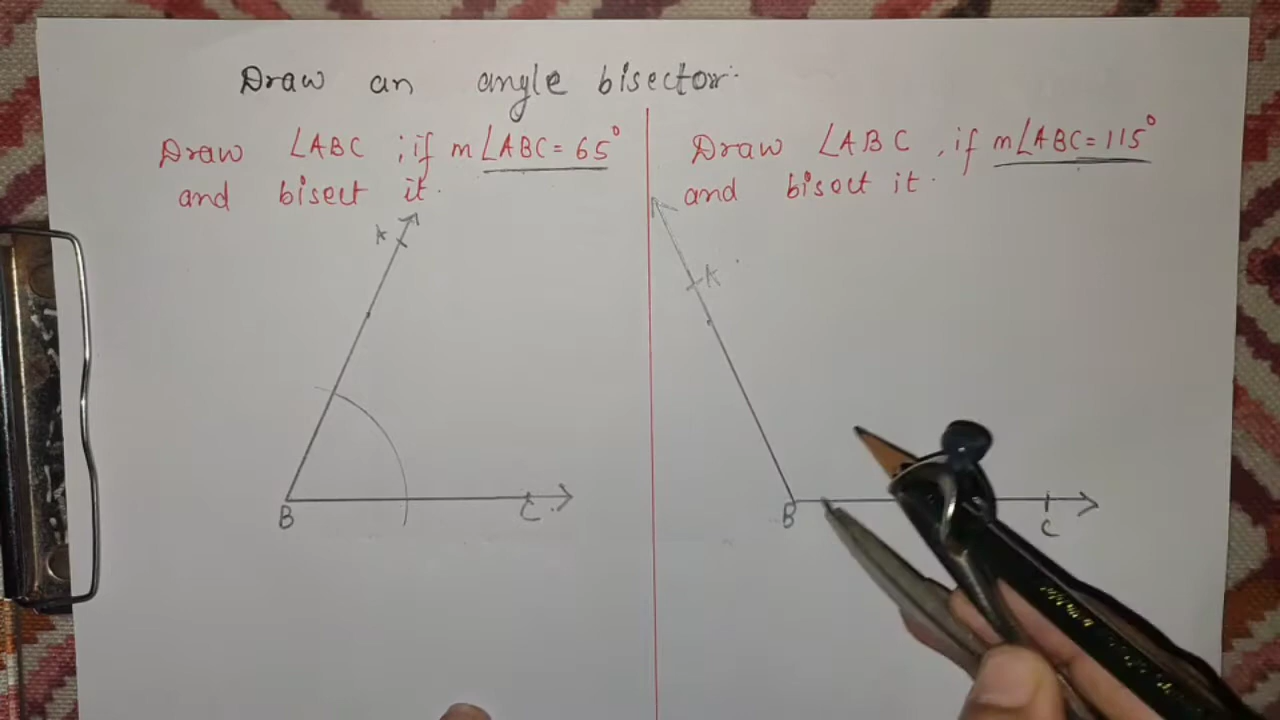 Draw an angle bisector.
Draw ∠ABC ; if m∠ABC = 65°
and bisect it.
Draw ∠ABC , if m∠ABC = 115°
and bisect it.
A
B
C
A
B
C